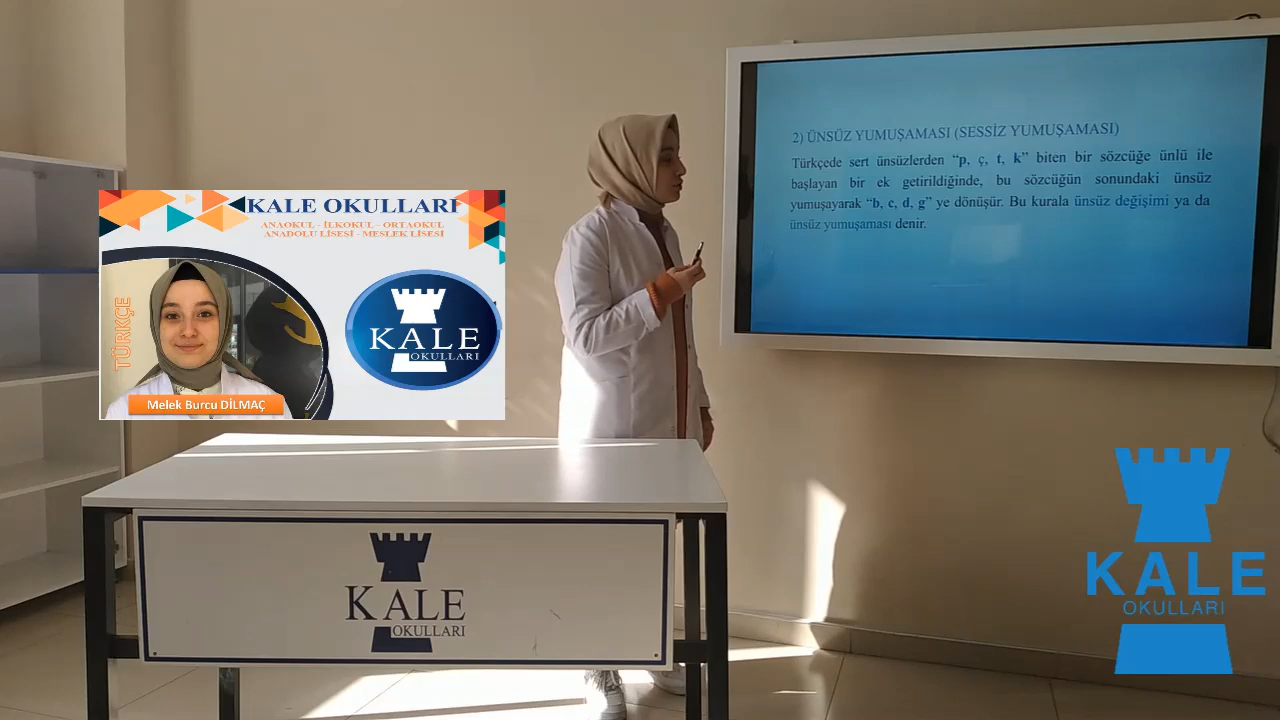 KALE OKULLARI
ANAOKUL - İLKOKUL - ORTAOKUL
ANADOLU LİSESİ - MESLEK LİSESİ
TÜRKÇE
KALE
OKULLARI
Melek Burcu DİLMAÇ
2) ÜNSÜZ YUMUŞAMASI (SESSİZ YUMUŞAMASI)
Türkçede sert ünsüzlerden “p, ç, t, k” biten bir sözcüğe ünlü ile
başlayan bir ek getirildiğinde, bu sözcüğün sonundaki ünsüz
yumuşayarak “b, c, d, g” ye dönüşür. Bu kurala ünsüz değişimi ya da
ünsüz yumuşaması denir.
KALE
OKULLARI
KALE
OKULLARI